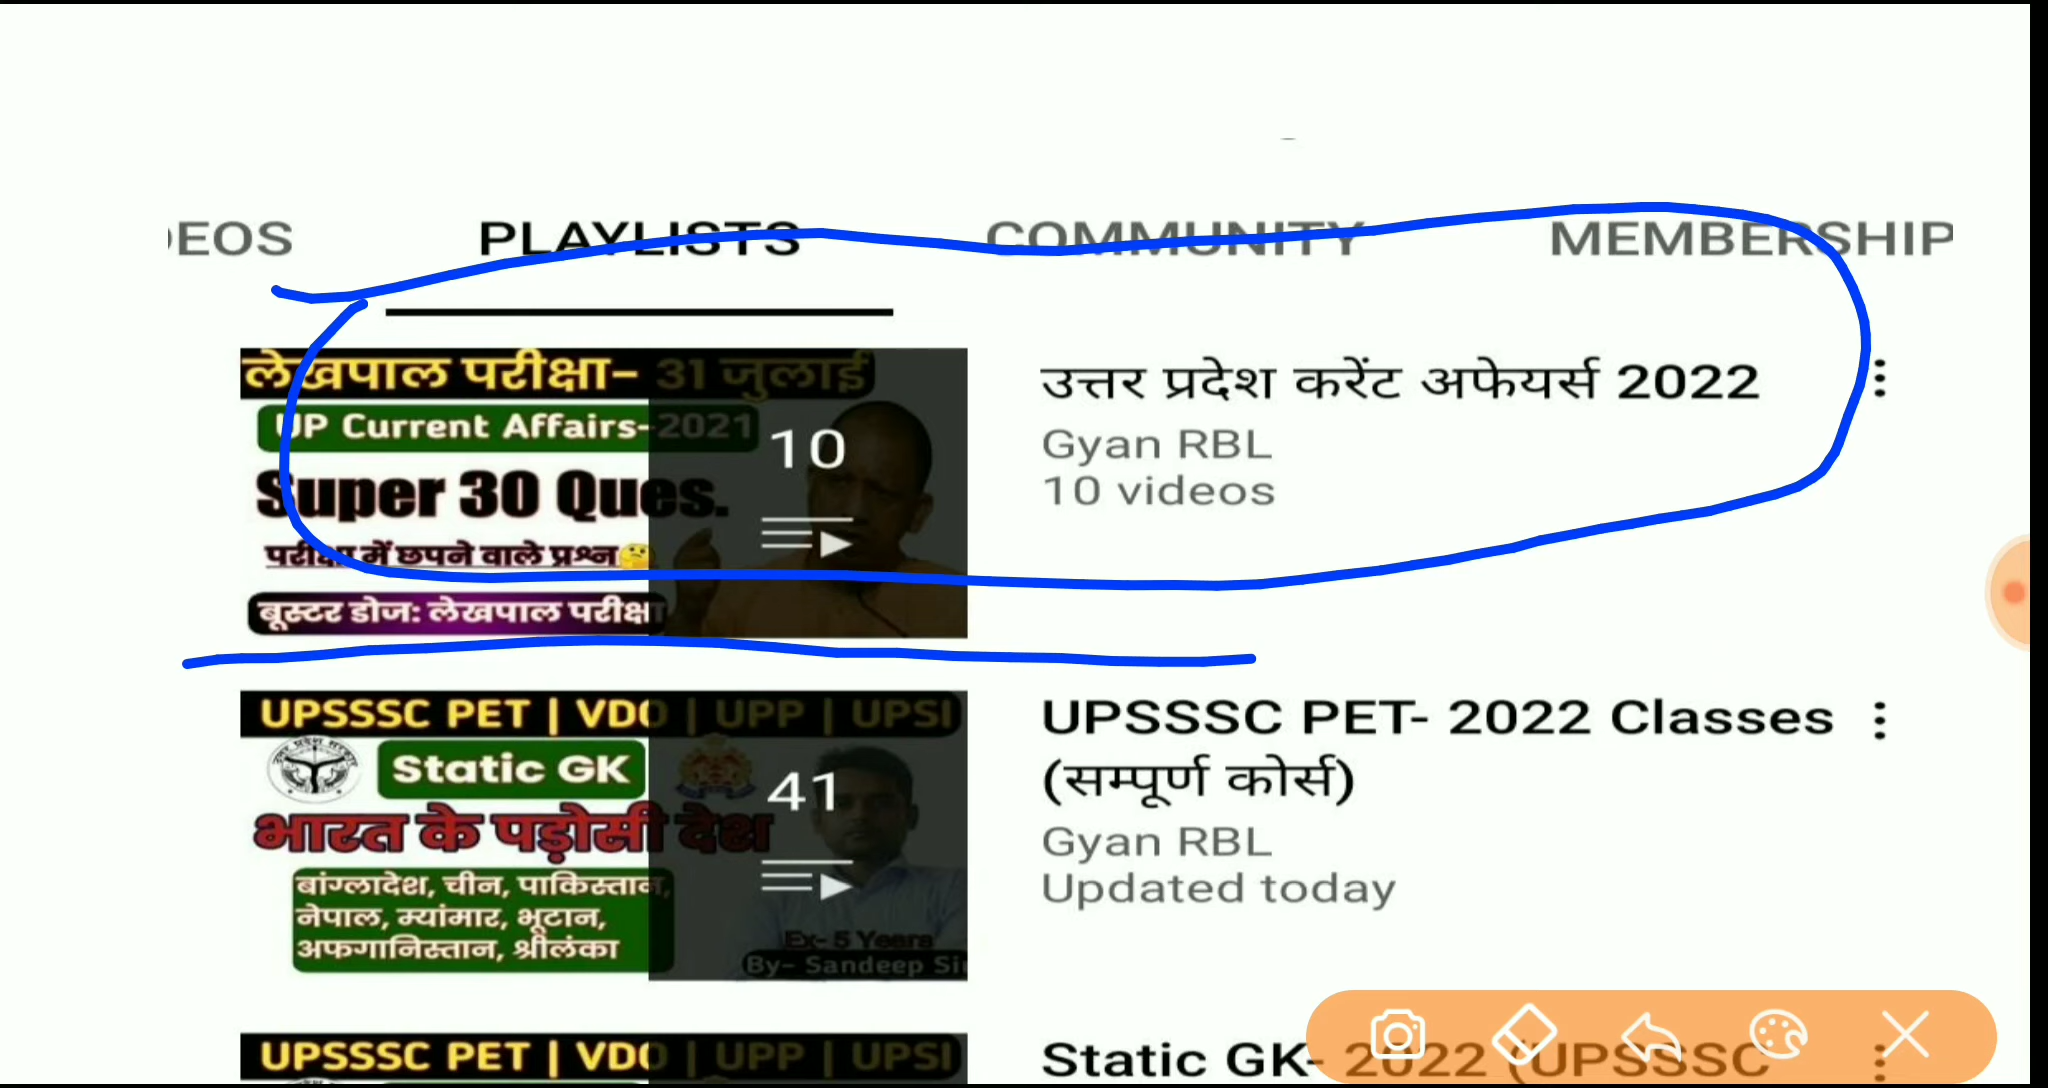 EOS PLAYLISTS COMMUNITY MEMBERSHIP
लेखपाल परीक्षा- 31 जुलाई
UP Current Affairs-2021
Super 30 Ques.
परीक्षा में छपने वाले प्रश्न
बूस्टर डोज: लेखपाल परीक्षा
10
उत्तर प्रदेश करेंट अफेयर्स 2022
Gyan RBL
10 videos
UPSSSC PET | VDO | UPP | UPSI
Static GK
भारत के पड़ोसी देश
बांग्लादेश, चीन, पाकिस्तान,
नेपाल, म्यांमार, भूटान,
अफगानिस्तान, श्रीलंका
41
Ex- 5 Years
By- Sandeep
UPSSSC PET- 2022 Classes
(सम्पूर्ण कोर्स)
Gyan RBL
Updated today
UPSSSC PET | VDO | UPP | UPSI
Static GK- 2022 (UPSSSC